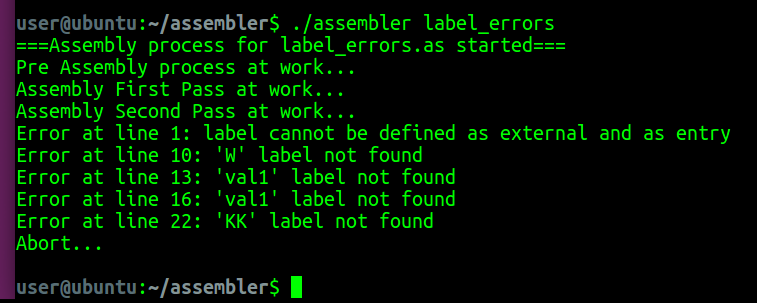 user@ubuntu:~/assembler$ ./assembler label_errors
===Assembly process for label_errors.as started===
Pre Assembly process at work...
Assembly First Pass at work...
Assembly Second Pass at work...
Error at line 1: label cannot be defined as external and as entry
Error at line 10: 'W' label not found
Error at line 13: 'val1' label not found
Error at line 16: 'val1' label not found
Error at line 22: 'KK' label not found
Abort...
user@ubuntu:~/assembler$